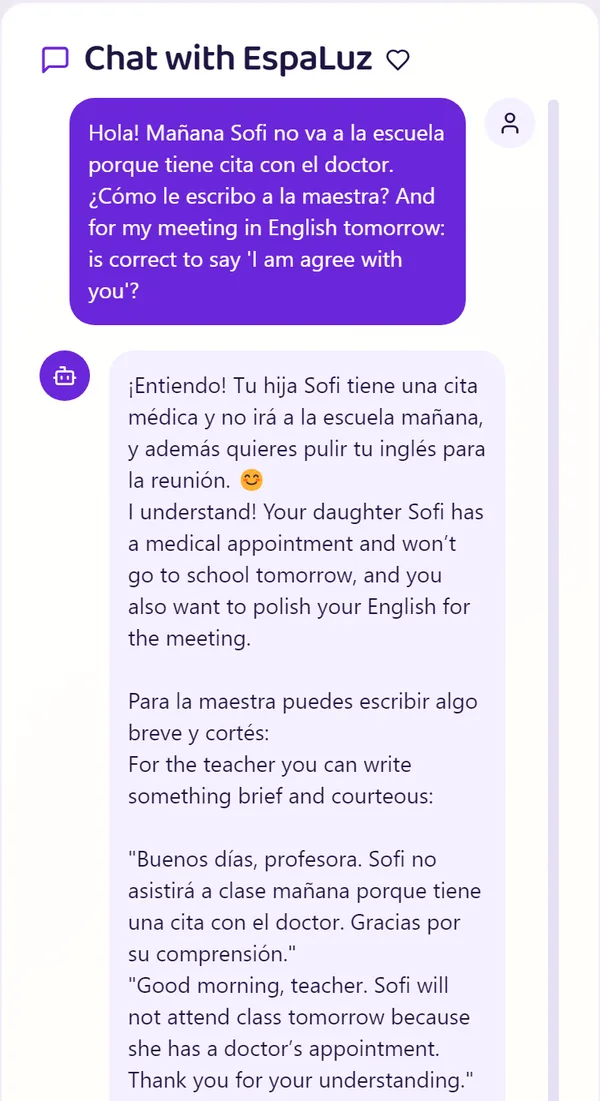 Chat with EspaLuz
Hola! Mañana Sofi no va a la escuela
porque tiene cita con el doctor.
¿Cómo le escribo a la maestra? And
for my meeting in English tomorrow:
is correct to say 'I am agree with
you'?
¡Entiendo! Tu hija Sofi tiene una cita
médica y no irá a la escuela mañana,
y además quieres pulir tu inglés para
la reunión. 😊
I understand! Your daughter Sofi has
a medical appointment and won’t
go to school tomorrow, and you
also want to polish your English for
the meeting.
Para la maestra puedes escribir algo
breve y cortés:
For the teacher you can write
something brief and courteous:
"Buenos días, profesora. Sofi no
asistirá a clase mañana porque tiene
una cita con el doctor. Gracias por
su comprensión."
"Good morning, teacher. Sofi will
not attend class tomorrow because
she has a doctor’s appointment.
Thank you for your understanding."